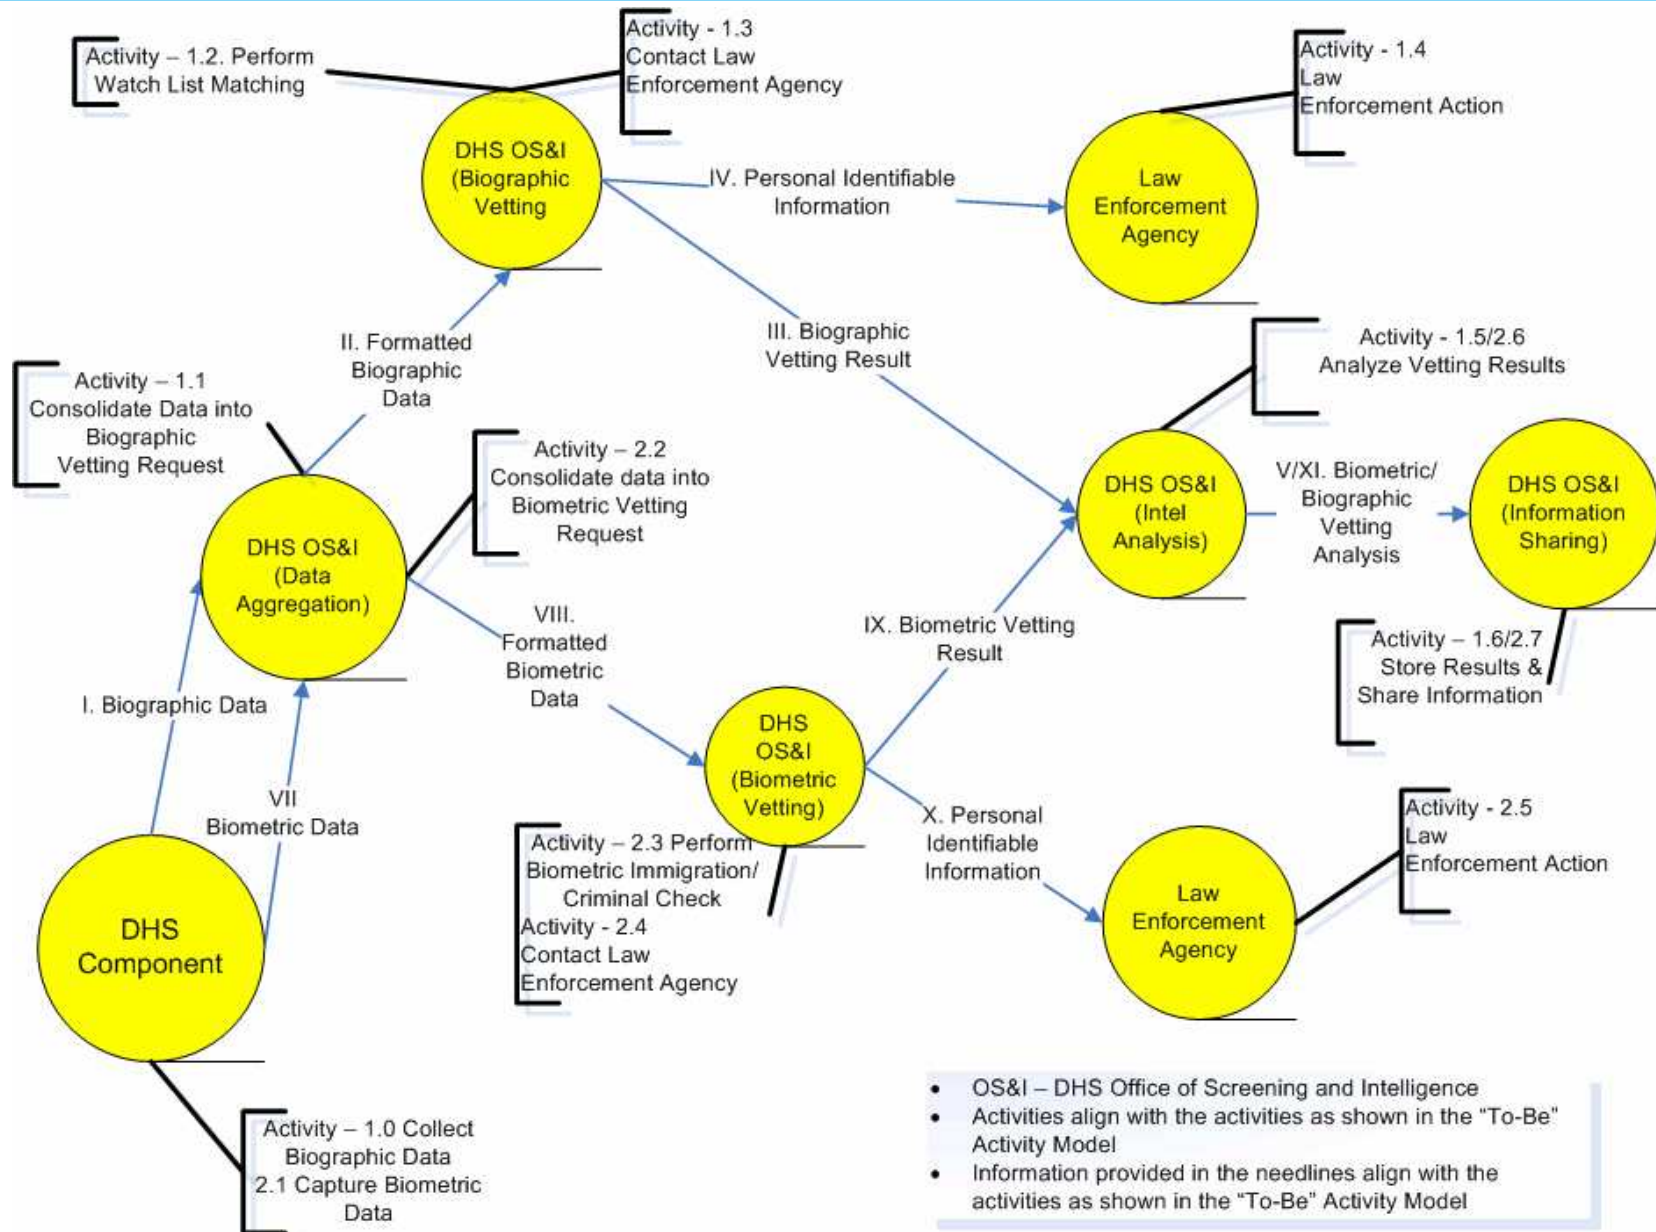 Activity – 1.2. Perform
Watch List Matching
Activity - 1.3
Contact Law
Enforcement Agency
Activity - 1.4
Law
Enforcement Action
DHS OS&I
(Biographic
Vetting
IV. Personal Identifiable
Information
Law
Enforcement
Agency
II. Formatted
Biographic
Data
III. Biographic
Vetting Result
Activity - 1.5/2.6
Analyze Vetting Results
Activity – 1.1
Consolidate Data into
Biographic
Vetting Request
Activity – 2.2
Consolidate data into
Biometric Vetting
Request
DHS OS&I
(Data
Aggregation)
DHS OS&I
(Intel
Analysis)
V/XI. Biometric/
Biographic
Vetting
Analysis
DHS OS&I
(Information
Sharing)
VIII.
Formatted
Biometric
Data
IX. Biometric Vetting
Result
Activity – 1.6/2.7
Store Results &
Share Information
I. Biographic Data
VII
Biometric Data
DHS
OS&I
(Biometric
Vetting)
Activity – 2.3 Perform
Biometric Immigration/
Criminal Check
Activity - 2.4
Contact Law
Enforcement Agency
X. Personal
Identifiable
Information
Activity - 2.5
Law
Enforcement Action
Law
Enforcement
Agency
DHS
Component
Activity – 1.0 Collect
Biographic Data
2.1 Capture Biometric
Data
• OS&I – DHS Office of Screening and Intelligence
• Activities align with the activities as shown in the “To-Be”
Activity Model
• Information provided in the needlines align with the
activities as shown in the “To-Be” Activity Model